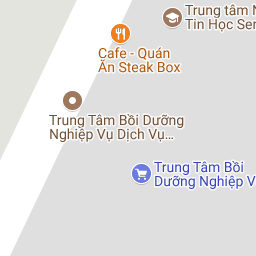 Trung tâm N
Tin Học Sen
Cafe - Quán
Ăn Steak Box
Trung Tâm Bồi Dưỡng
Nghiệp Vụ Dịch Vụ...
Trung Tâm Bồi
Dưỡng Nghiệp V